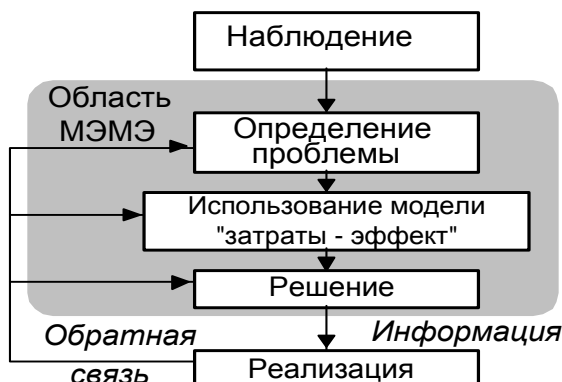 Наблюдение
Область
МЭМЭ
Определение
проблемы
Использование модели
"затраты - эффект"
Решение
Обратная
связь
Информация
Реализация